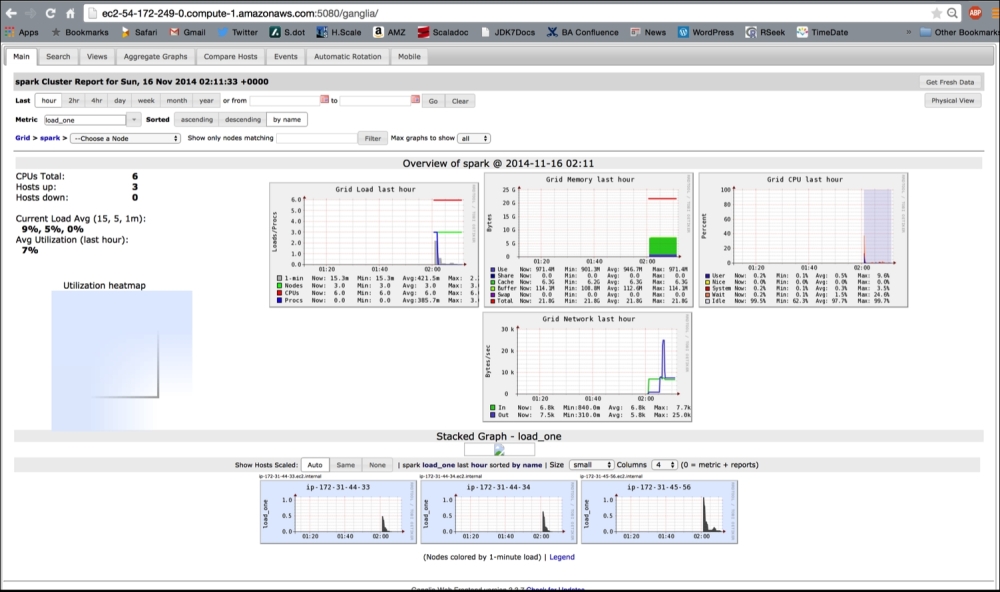 ec2-54-172-249-0.compute-1.amazonaws.com:5080/ganglia/
Apps Bookmarks Safari Gmail Twitter S.dot H.Scale AMZ Scaladoc JDK7Docs BA Confluence News WordPress RSeek TimeDate » Other Bookmarks
Main Search Views Aggregate Graphs Compare Hosts Events Automatic Rotation Mobile
spark Cluster Report for Sun, 16 Nov 2014 02:11:33 +0000 Get Fresh Data
Last hour 2hr 4hr day week month year or from to Go Clear Physical View
Metric load_one Sorted ascending descending by name
Grid > spark > --Choose a Node Show only nodes matching Filter Max graphs to show all
Overview of spark @ 2014-11-16 02:11
CPUs Total: 6
Hosts up: 3
Hosts down: 0
Current Load Avg (15, 5, 1m):
9%, 5%, 0%
Avg Utilization (last hour):
7%
Utilization heatmap
Grid Load last hour
Loads/Procs
6.0
5.0
4.0
3.0
2.0
1.0
0.0
01:20 01:40 02:00
1-min Now: 15.3m Min: 15.3m Avg:421.5m Max: 2.
Nodes Now: 3.0 Min: 3.0 Avg: 3.0 Max: 3.
CPUs Now: 6.0 Min: 6.0 Avg: 6.0 Max: 6.
Procs Now: 0.0 Min: 0.0 Avg:385.7m Max: 3.
Grid Memory last hour
Bytes
25 G
20 G
15 G
10 G
5 G
0
01:20 01:40 02:00
Use Now: 971.4M Min: 901.3M Avg: 946.7M Max: 971.4M
Share Now: 0.0 Min: 0.0 Avg: 0.0 Max: 0.0
Cache Now: 6.3G Min: 6.2G Avg: 6.3G Max: 6.3G
Buffer Now: 114.3M Min: 108.8M Avg: 112.6M Max: 114.3M
Swap Now: 0.0 Min: 0.0 Avg: 0.0 Max: 0.0
Total Now: 21.8G Min: 21.8G Avg: 21.8G Max: 21.8G
Grid CPU last hour
Percent
100
80
60
40
20
0
01:20 01:40 02:00
User Now: 0.2% Min: 0.1% Avg: 0.5% Max: 9.6%
Nice Now: 0.0% Min: 0.0% Avg: 0.0% Max: 0.0%
System Now: 0.2% Min: 0.1% Avg: 0.3% Max: 3.5%
Wait Now: 0.2% Min: 0.1% Avg: 1.5% Max: 24.6%
Idle Now: 99.5% Min: 62.3% Avg: 97.7% Max: 99.7%
Grid Network last hour
Bytes/sec
30 k
20 k
10 k
0
01:20 01:40 02:00
In Now: 6.8k Min:840.0m Avg: 6.8k Max: 7.7k
Out Now: 7.5k Min:310.0m Avg: 5.8k Max: 25.0k
Stacked Graph - load_one
Show Hosts Scaled: Auto Same None | spark load_one last hour sorted by name | Size small Columns 4 (0 = metric + reports)
ip-172-31-44-33.ec2.internal ip-172-31-44-34.ec2.internal ip-172-31-45-56.ec2.internal
ip-172-31-44-33
load_one
1.0
0.5
0.0
01:20 01:40 02:00
ip-172-31-44-34
load_one
1.0
0.5
0.0
01:20 01:40 02:00
ip-172-31-45-56
load_one
1.0
0.5
0.0
01:20 01:40 02:00
(Nodes colored by 1-minute load) | Legend